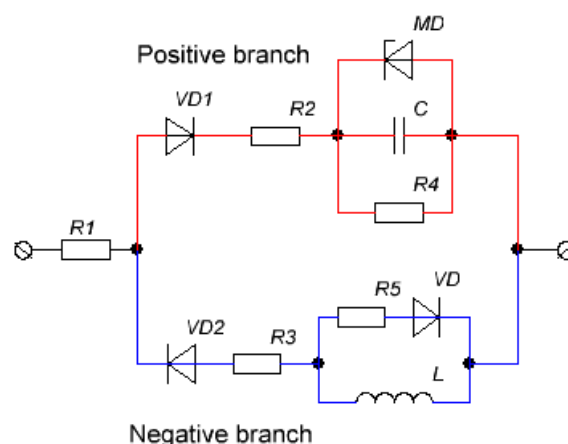 MD
Positive branch
VD1
R2
C
R4
R1
R5
VD
VD2
R3
L
Negative branch